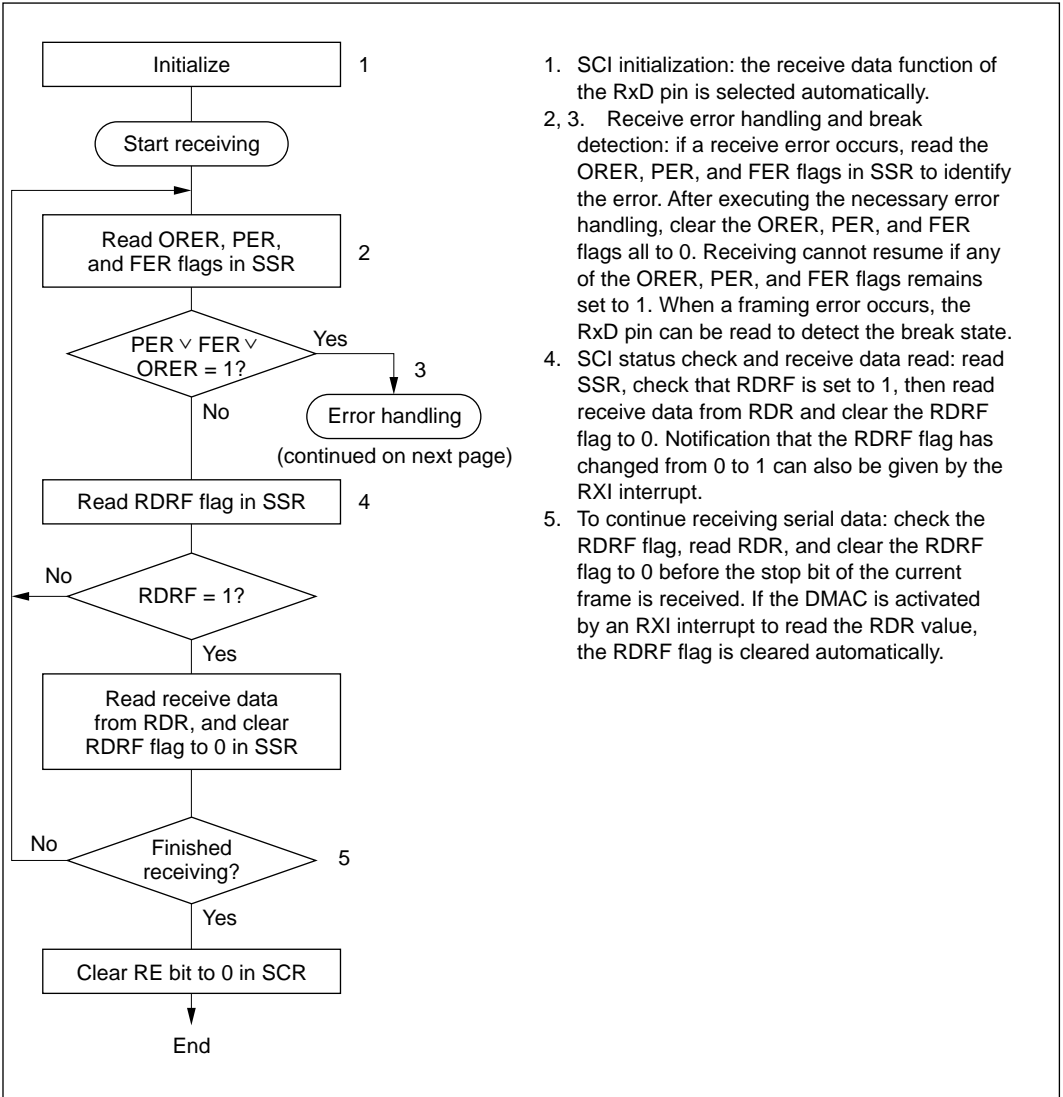 Initialize
1
Start receiving
Read ORER, PER,
and FER flags in SSR
2
PER ∨ FER ∨
ORER = 1?
Yes
3
No
Error handling
(continued on next page)
Read RDRF flag in SSR
4
No
RDRF = 1?
Yes
Read receive data
from RDR, and clear
RDRF flag to 0 in SSR
No
Finished
receiving?
5
Yes
Clear RE bit to 0 in SCR
End
1. SCI initialization: the receive data function of
the RxD pin is selected automatically.
2, 3. Receive error handling and break
detection: if a receive error occurs, read the
ORER, PER, and FER flags in SSR to identify
the error. After executing the necessary error
handling, clear the ORER, PER, and FER
flags all to 0. Receiving cannot resume if any
of the ORER, PER, and FER flags remains
set to 1. When a framing error occurs, the
RxD pin can be read to detect the break state.
4. SCI status check and receive data read: read
SSR, check that RDRF is set to 1, then read
receive data from RDR and clear the RDRF
flag to 0. Notification that the RDRF flag has
changed from 0 to 1 can also be given by the
RXI interrupt.
5. To continue receiving serial data: check the
RDRF flag, read RDR, and clear the RDRF
flag to 0 before the stop bit of the current
frame is received. If the DMAC is activated
by an RXI interrupt to read the RDR value,
the RDRF flag is cleared automatically.